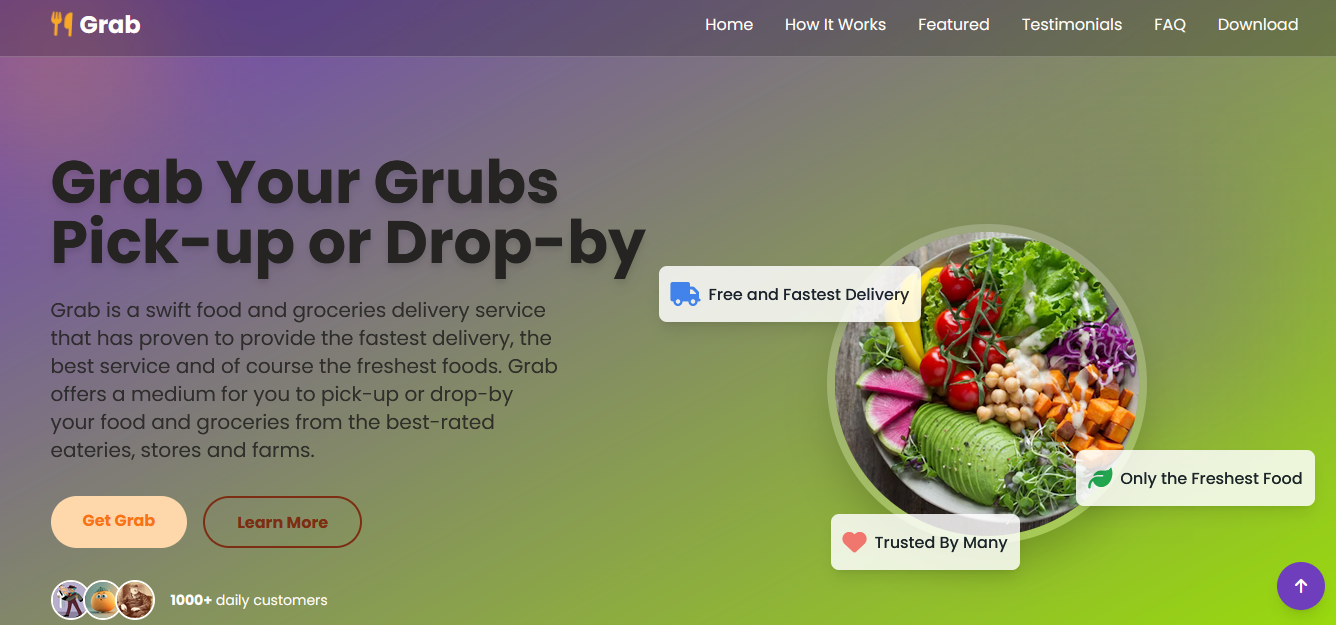 Grab
Home How It Works Featured Testimonials FAQ Download
Grab Your Grubs
Pick-up or Drop-by
Grab is a swift food and groceries delivery service
that has proven to provide the fastest delivery, the
best service and of course the freshest foods. Grab
offers a medium for you to pick-up or drop-by
your food and groceries from the best-rated
eateries, stores and farms.
Get Grab
Learn More
1000+ daily customers
Free and Fastest Delivery
Only the Freshest Food
Trusted By Many